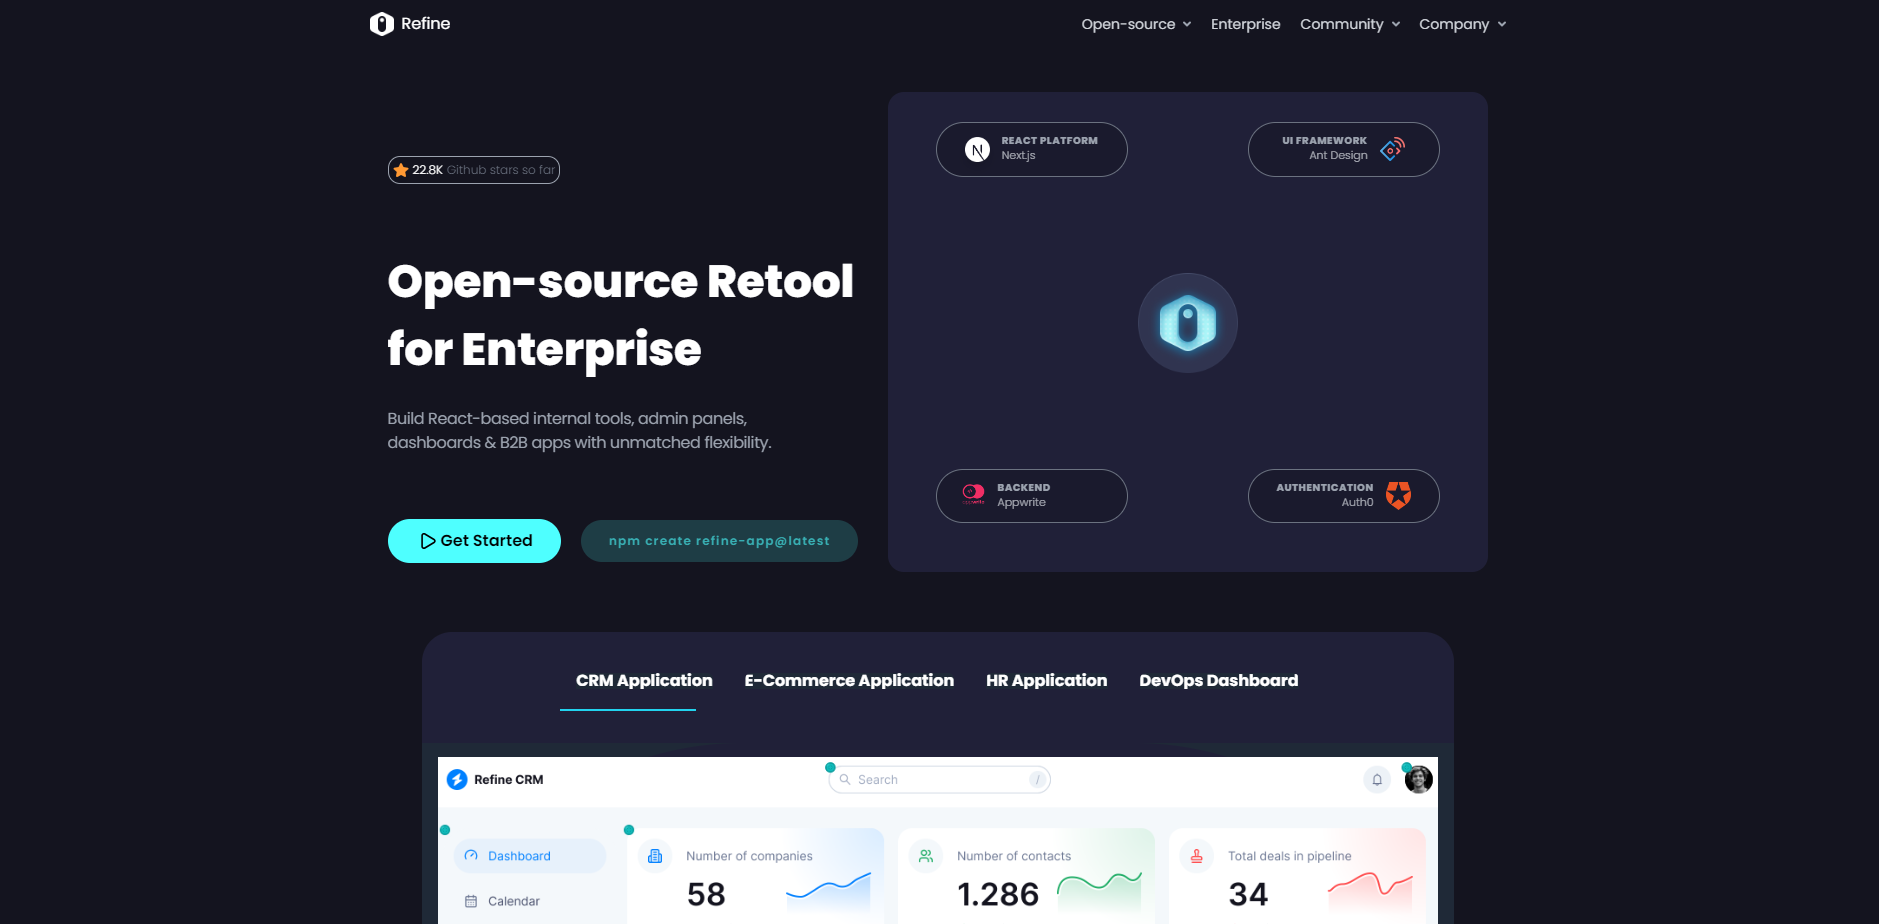 Refine
Open-source
Enterprise
Community
Company
22.8K Github stars so far
Open-source Retool
for Enterprise
Build React-based internal tools, admin panels,
dashboards & B2B apps with unmatched flexibility.
Get Started
npm create refine-app@latest
REACT PLATFORM
Next.js
UI FRAMEWORK
Ant Design
BACKEND
Appwrite
AUTHENTICATION
Auth0
CRM Application
E-Commerce Application
HR Application
DevOps Dashboard
Refine CRM
Search
/
Dashboard
Calendar
Number of companies
58
Number of contacts
1.286
Total deals in pipeline
34